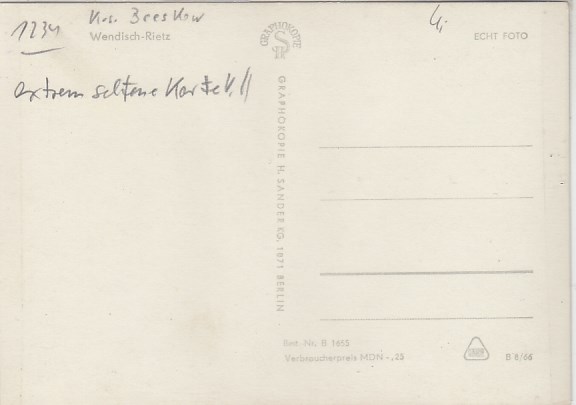 1234 Krs. Beeskow
Wendisch-Rietz
GRAPHOKOPIE
ECHT FOTO
extrem seltene Karte V. !!
GRAPHOKOPIE H. SANDER KG, 1071 BERLIN
Best.-Nr. B 1653
Verbraucherpreis MDN -,25
B 8/66